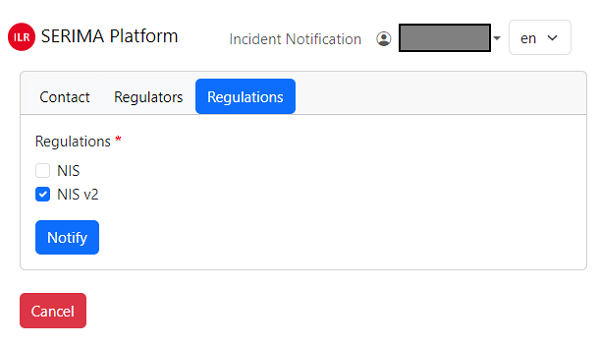 ILR SERIMA Platform Incident Notification en
Contact Regulators Regulations
Regulations *
NIS
NIS v2
Notify
Cancel